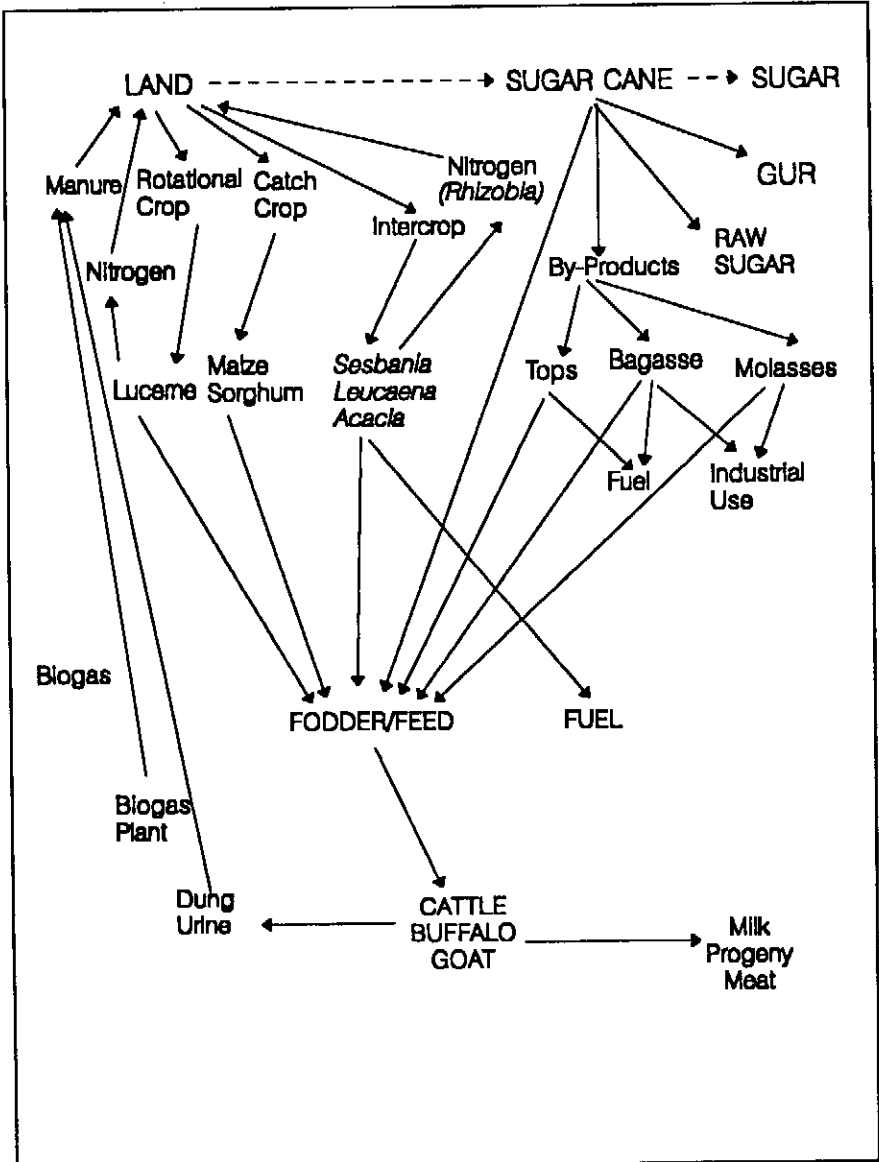 LAND
SUGAR CANE
SUGAR
Manure
Rotational
Crop
Catch
Crop
Nitrogen
(Rhizobia)
GUR
Intercrop
RAW
SUGAR
By-Products
Nitrogen
Lucerne
Maize
Sorghum
Sesbania
Leucaena
Acacia
Tops
Bagasse
Molasses
Fuel
Industrial
Use
Biogas
FODDER/FEED
FUEL
Biogas
Plant
Dung
Urine
CATTLE
BUFFALO
GOAT
Milk
Progeny
Meat